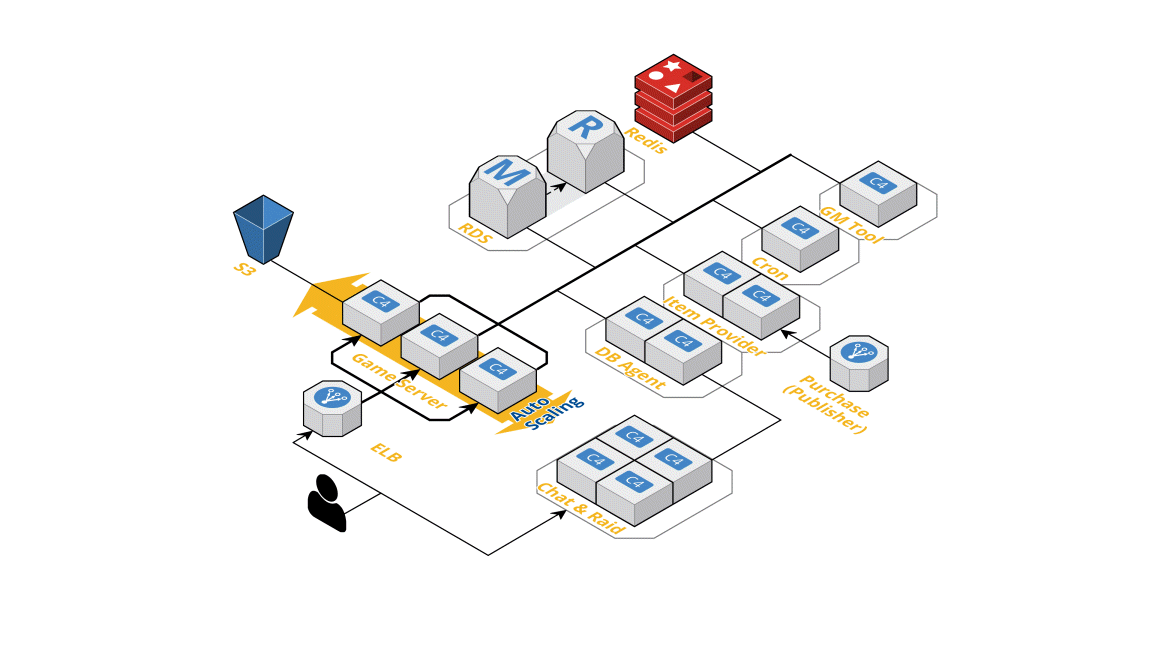 Redis
R
M
RDS
C4
GM Tool
C4
Cron
S3
C4
C4
Item Provider
C4
C4
C4
Game Server
C4
C4
DB Agent
Purchase
(Publisher)
Auto
Scaling
ELB
C4
C4
C4
C4
Chat & Raid